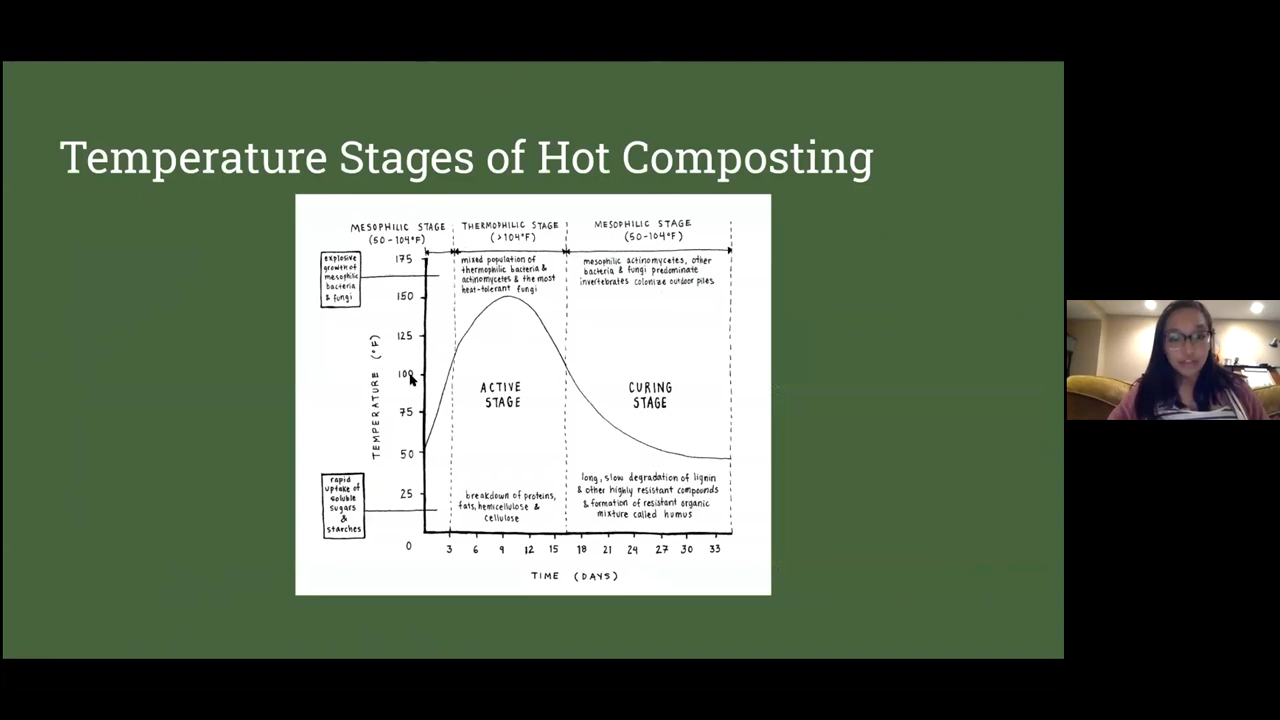 Temperature Stages of Hot Composting
MESOPHILIC STAGE
(50-104°F)
THERMOPHILIC STAGE
(>104°F)
MESOPHILIC STAGE
(50-104°F)
explosive
growth of
mesophilic
bacteria
& fungi
mixed population of
thermophilic bacteria &
actinomycetes & the most
heat-tolerant fungi
mesophilic actinomycetes, other
bacteria & fungi predominate
invertebrates colonize outdoor piles
175
150
125
100
75
50
25
0
TEMPERATURE (°F)
ACTIVE
STAGE
CURING
STAGE
rapid
uptake of
soluble
sugars
&
starches
breakdown of proteins,
fats, hemicellose &
cellulose
long, slow degradation of lignin
& other highly resistant compounds
& formation of resistant organic
mixture called humus
3 6 9 12 15 18 21 24 27 30 33
TIME (DAYS)